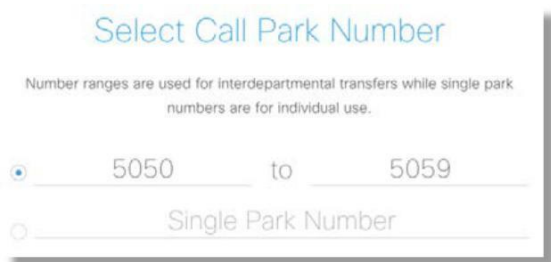 Select Call Park Number
Number ranges are used for interdepartmental transfers while single park
numbers are for individual use.
5050 to 5059
Single Park Number